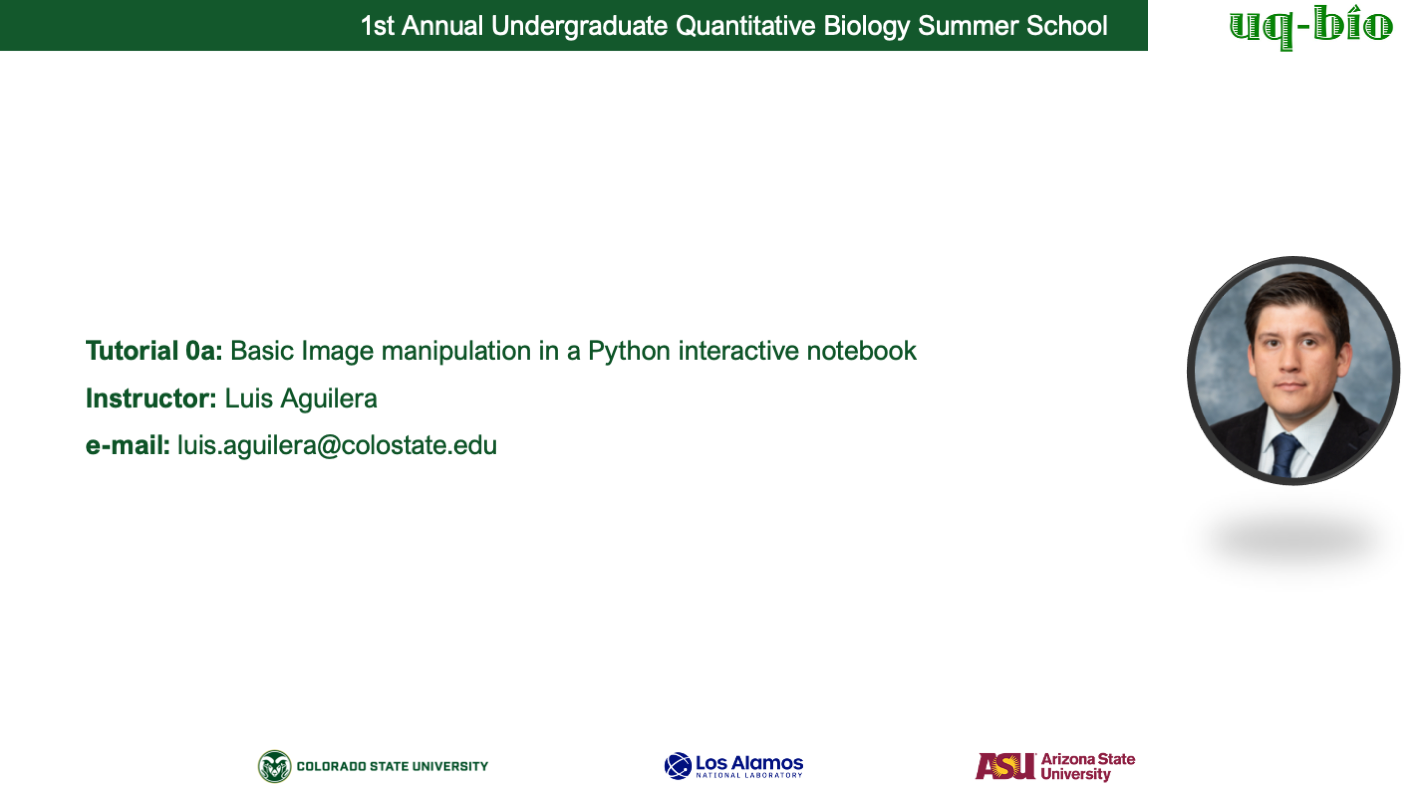 1st Annual Undergraduate Quantitative Biology Summer School
uq-bio
Tutorial 0a: Basic Image manipulation in a Python interactive notebook
Instructor: Luis Aguilera
e-mail: luis.aguilera@colostate.edu
COLORADO STATE UNIVERSITY
Los Alamos
NATIONAL LABORATORY
ASU Arizona State
University